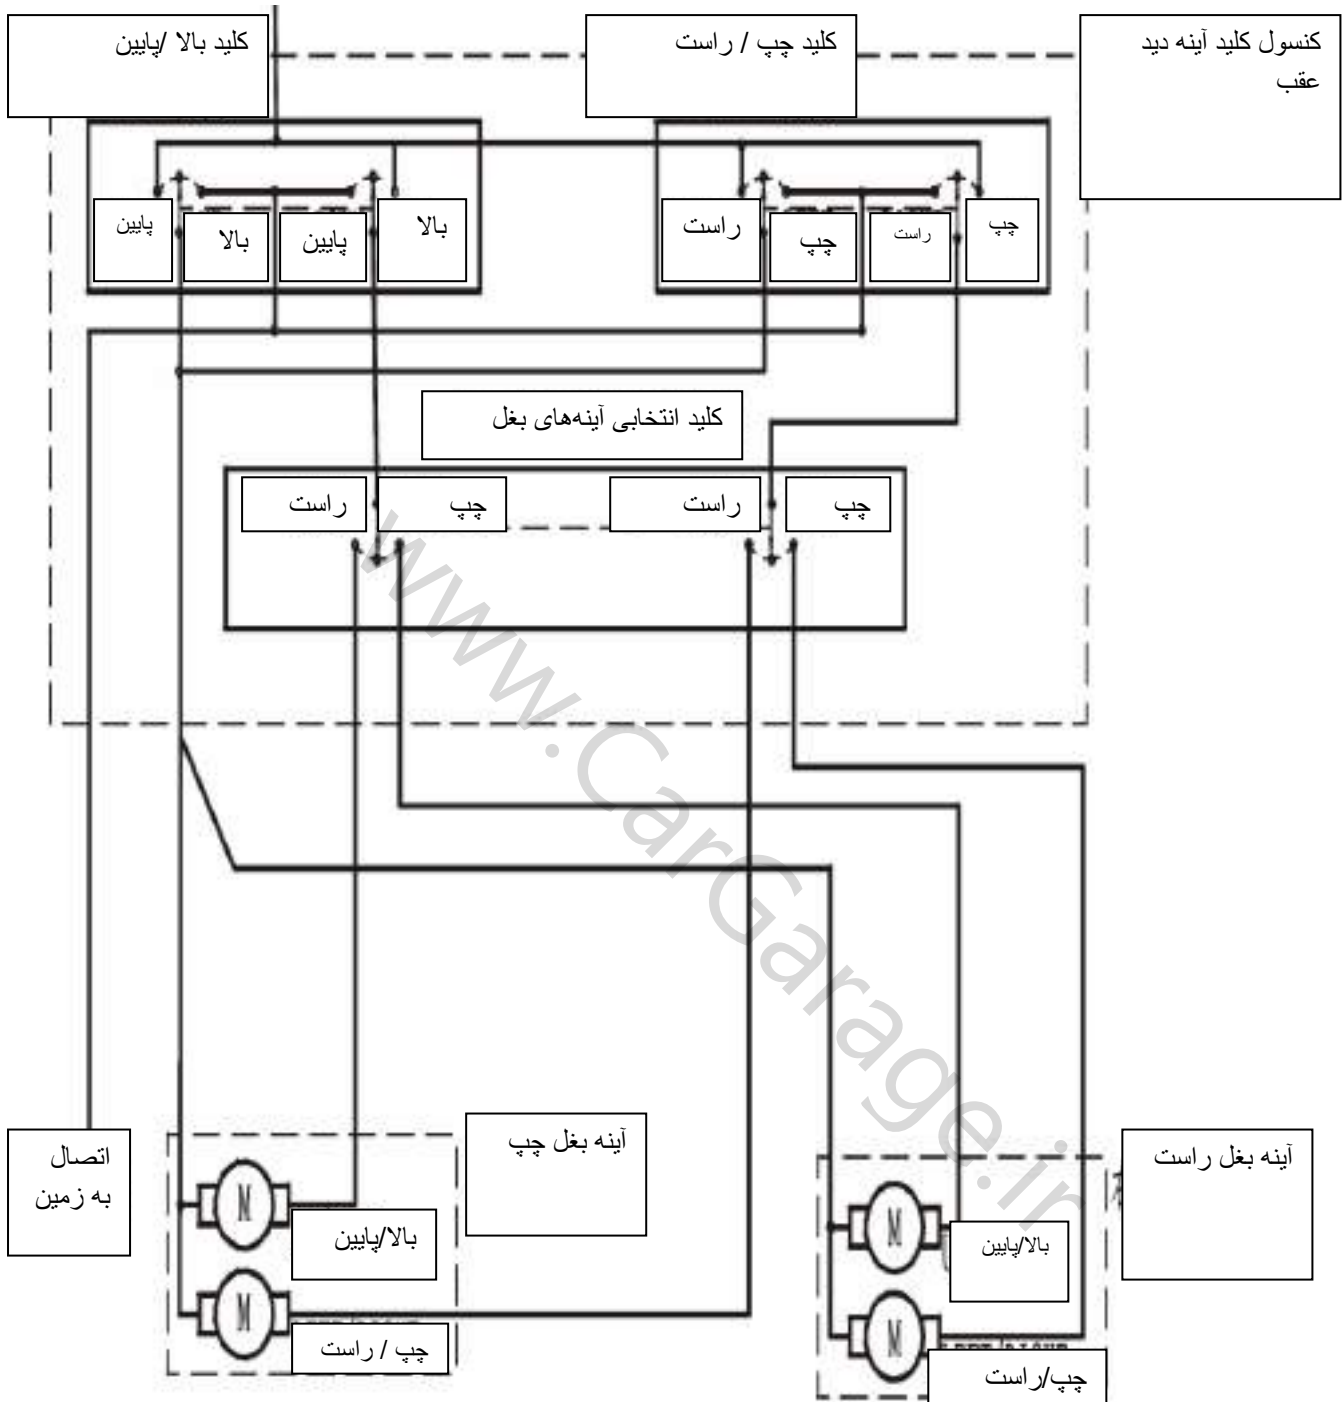 کنسول کلید آینه دید
عقب
کلید چپ / راست
کلید بالا /پایین
چپ
راست
چپ
راست
بالا
پایین
بالا
پایین
کلید انتخابی آینه‌های بغل
چپ
راست
چپ
راست
www.CarGarage.ir
آینه بغل راست
آینه بغل چپ
اتصال
به زمین
M
بالا/پایین
M
بالا/پایین
M
چپ/راست
M
چپ / راست